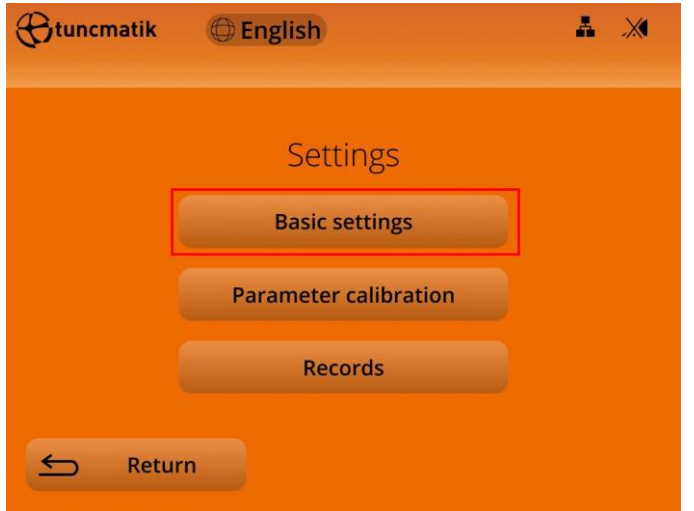 tuncmatik
English
Settings
Basic settings
Parameter calibration
Records
Return